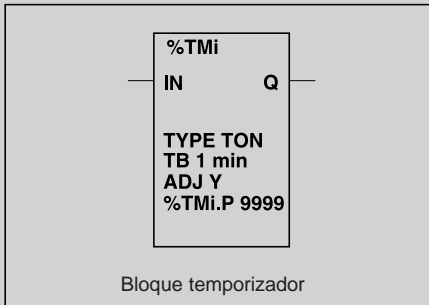 %TMi
IN Q
TYPE TON
TB 1 min
ADJ Y
%TMi.P 9999
Bloque temporizador